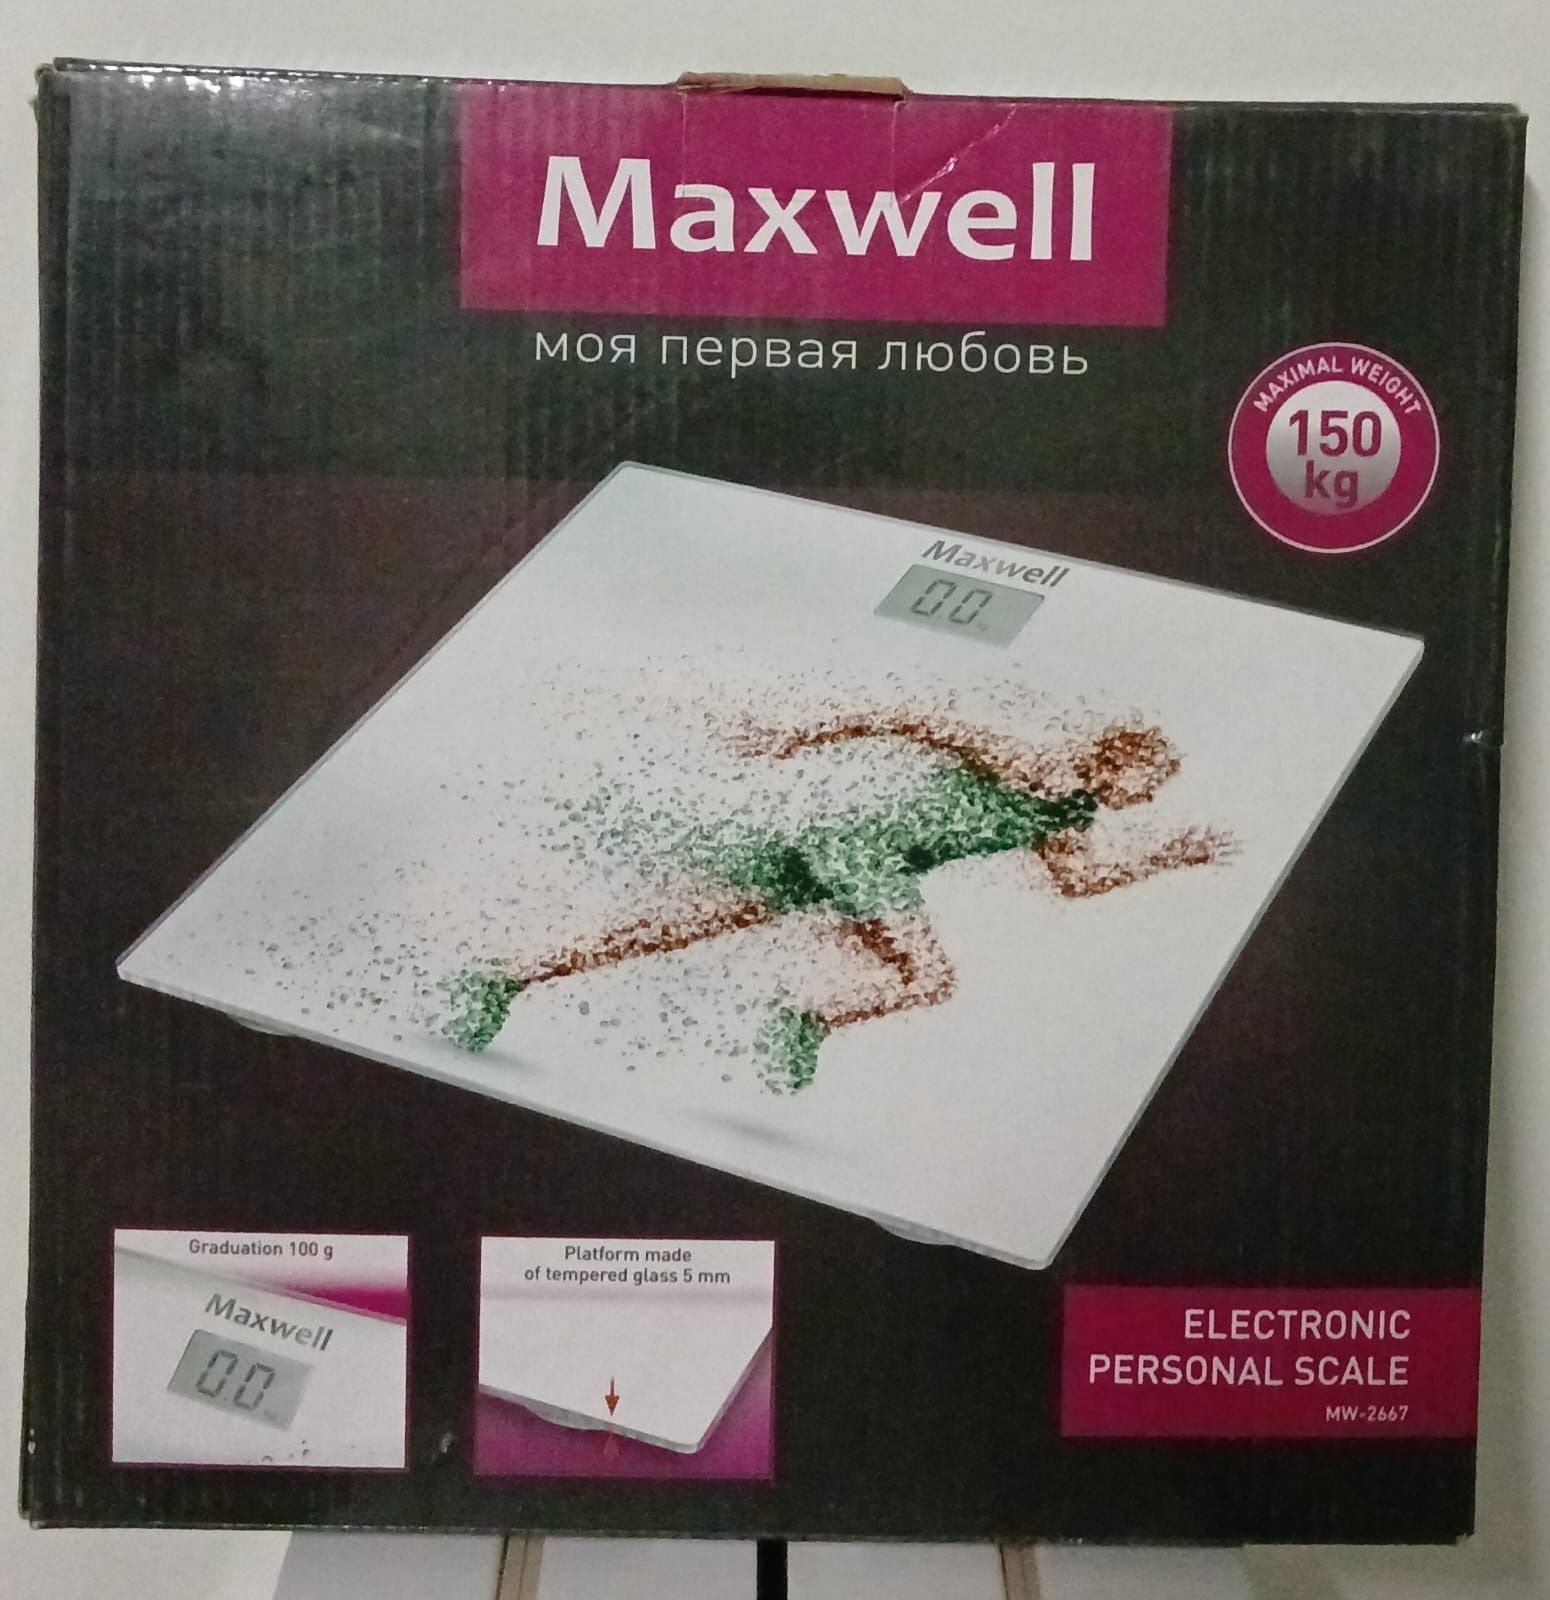 Maxwell
моя первая любовь
MAXIMAL WEIGHT
150
kg
Maxwell
0.0
Graduation 100 g
Maxwell
0.0
Platform made
of tempered glass 5 mm
ELECTRONIC
PERSONAL SCALE
MW-2667